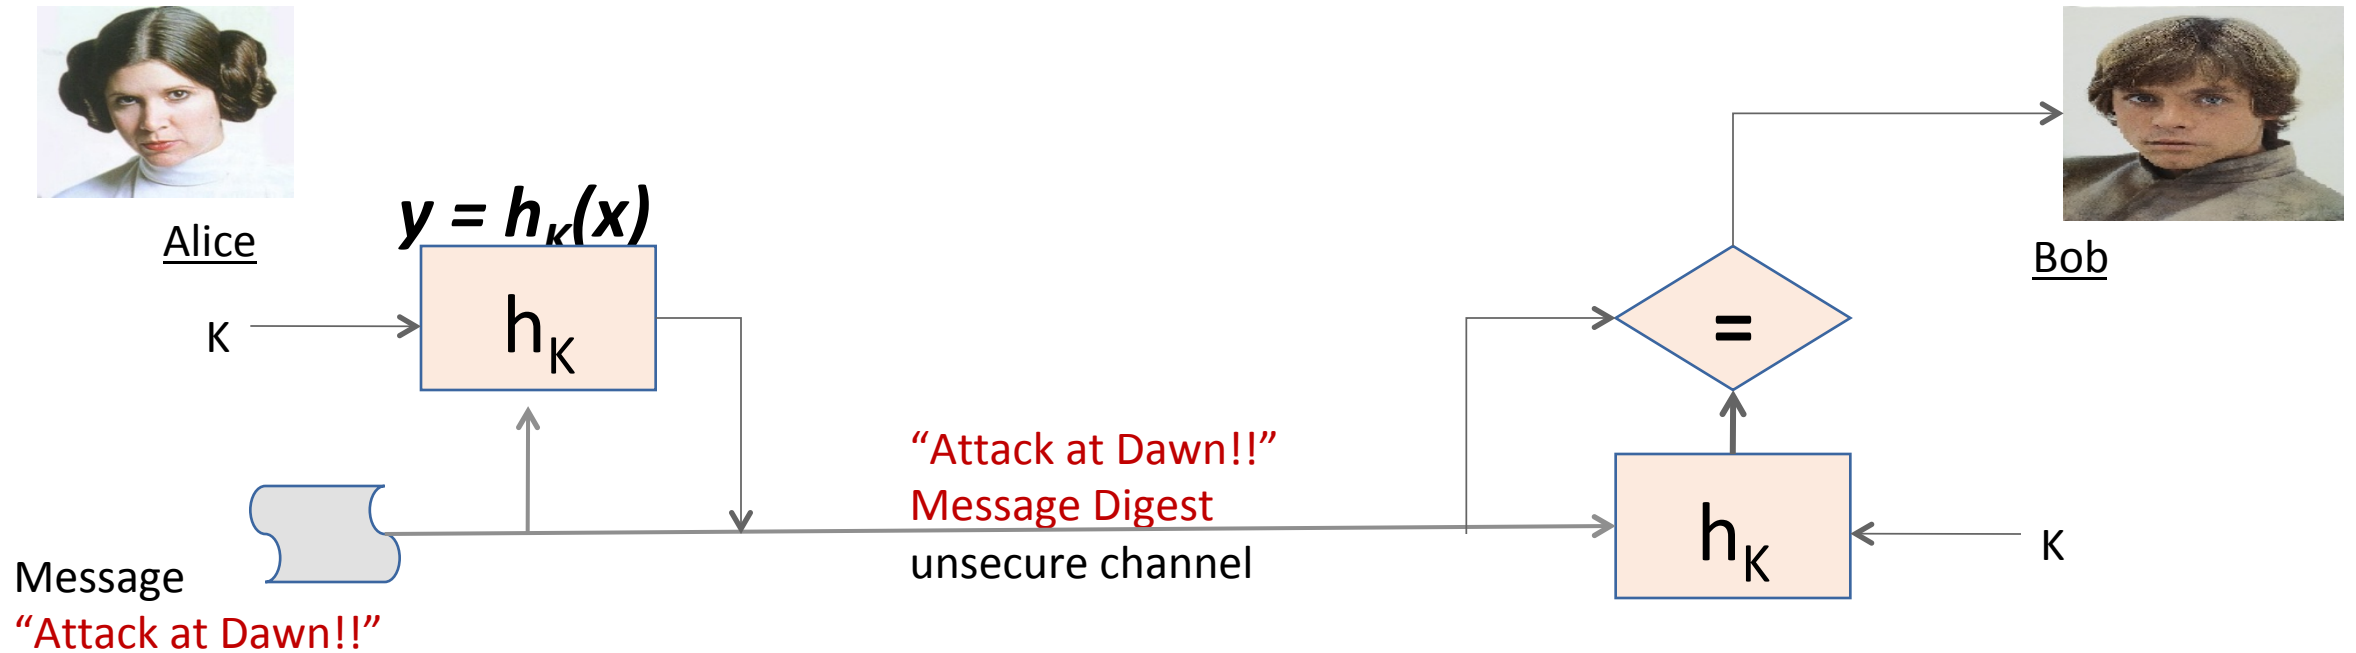 Alice
y = hK(x)
K
hK
Message
“Attack at Dawn!!”
“Attack at Dawn!!”
Message Digest
unsecure channel
=
hK
K
Bob